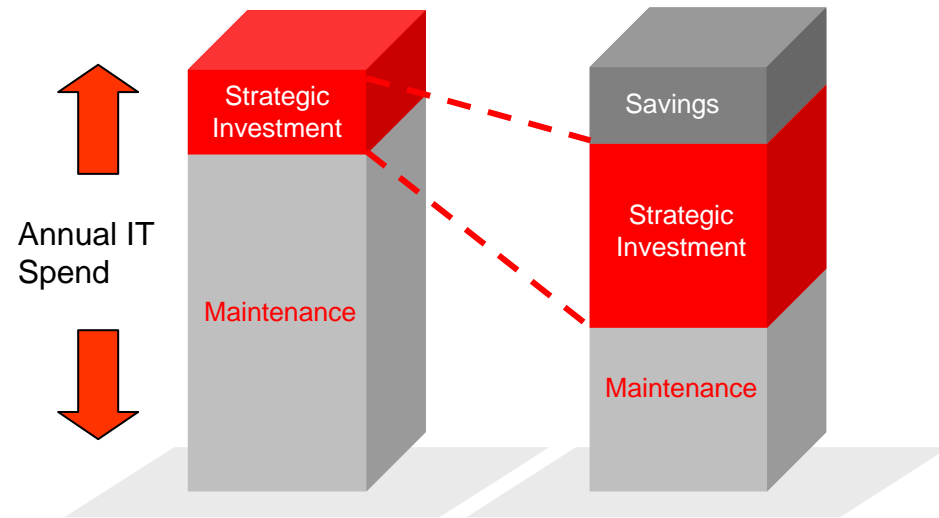 Strategic
Investment
Maintenance
Annual IT
Spend
Savings
Strategic
Investment
Maintenance